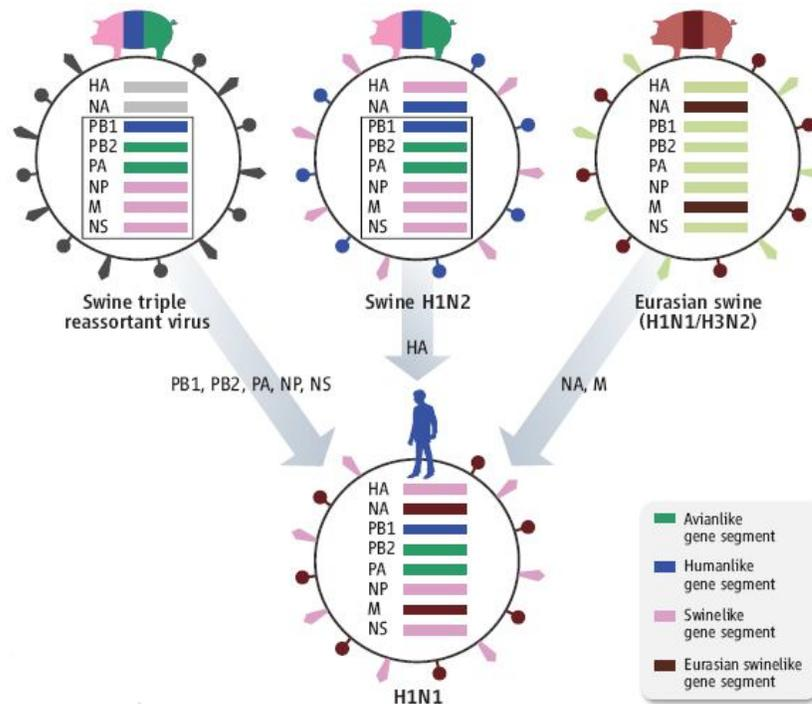 HA
NA
PB1
PB2
PA
NP
M
NS
Swine triple
reassortant virus
HA
NA
PB1
PB2
PA
NP
M
NS
Swine H1N2
HA
NA
PB1
PB2
PA
NP
M
NS
Eurasian swine
(H1N1/H3N2)
PB1, PB2, PA, NP, NS
HA
NA, M
HA
NA
PB1
PB2
PA
NP
M
NS
H1N1
Avianlike
gene segment
Humanlike
gene segment
Swinelike
gene segment
Eurasian swinelike
gene segment